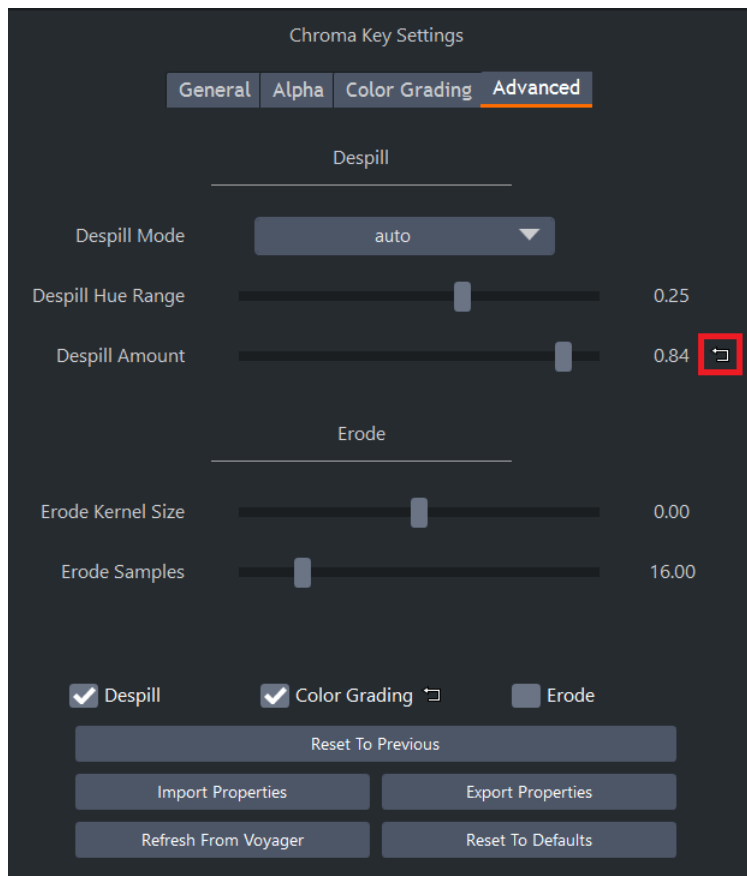 Chroma Key Settings
General Alpha Color Grading Advanced
Despill
Despill Mode auto
Despill Hue Range 0.25
Despill Amount 0.84
Erode
Erode Kernel Size 0.00
Erode Samples 16.00
Despill Color Grading Erode
Reset To Previous
Import Properties Export Properties
Refresh From Voyager Reset To Defaults